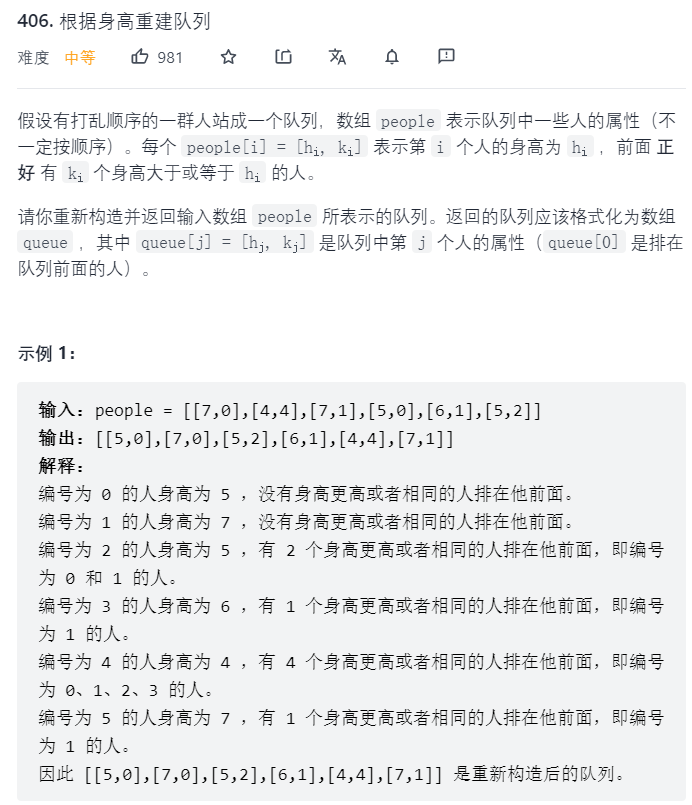 406. 根据身高重建队列
难度 中等 981
假设有打乱顺序的一群人站成一个队列，数组 people 表示队列中一些人的属性（不
一定按顺序）。每个 people[i] = [hi, ki] 表示第 i 个人的身高为 hi ，前面 正
好 有 ki 个身高大于或等于 hi 的人。
请你重新构造并返回输入数组 people 所表示的队列。返回的队列应该格式化为数组
queue ，其中 queue[j] = [hj, kj] 是队列中第 j 个人的属性（queue[0] 是排在
队列前面的人）。
示例 1：
输入：people = [[7,0],[4,4],[7,1],[5,0],[6,1],[5,2]]
输出：[[5,0],[7,0],[5,2],[6,1],[4,4],[7,1]]
解释：
编号为 0 的人身高为 5 ，没有身高更高或者相同的人排在他前面。
编号为 1 的人身高为 7 ，没有身高更高或者相同的人排在他前面。
编号为 2 的人身高为 5 ，有 2 个身高更高或者相同的人排在他前面，即编号
为 0 和 1 的人。
编号为 3 的人身高为 6 ，有 1 个身高更高或者相同的人排在他前面，即编号
为 1 的人。
编号为 4 的人身高为 4 ，有 4 个身高更高或者相同的人排在他前面，即编号
为 0、1、2、3 的人。
编号为 5 的人身高为 7 ，有 1 个身高更高或者相同的人排在他前面，即编号
为 1 的人。
因此 [[5,0],[7,0],[5,2],[6,1],[4,4],[7,1]] 是重新构造后的队列。